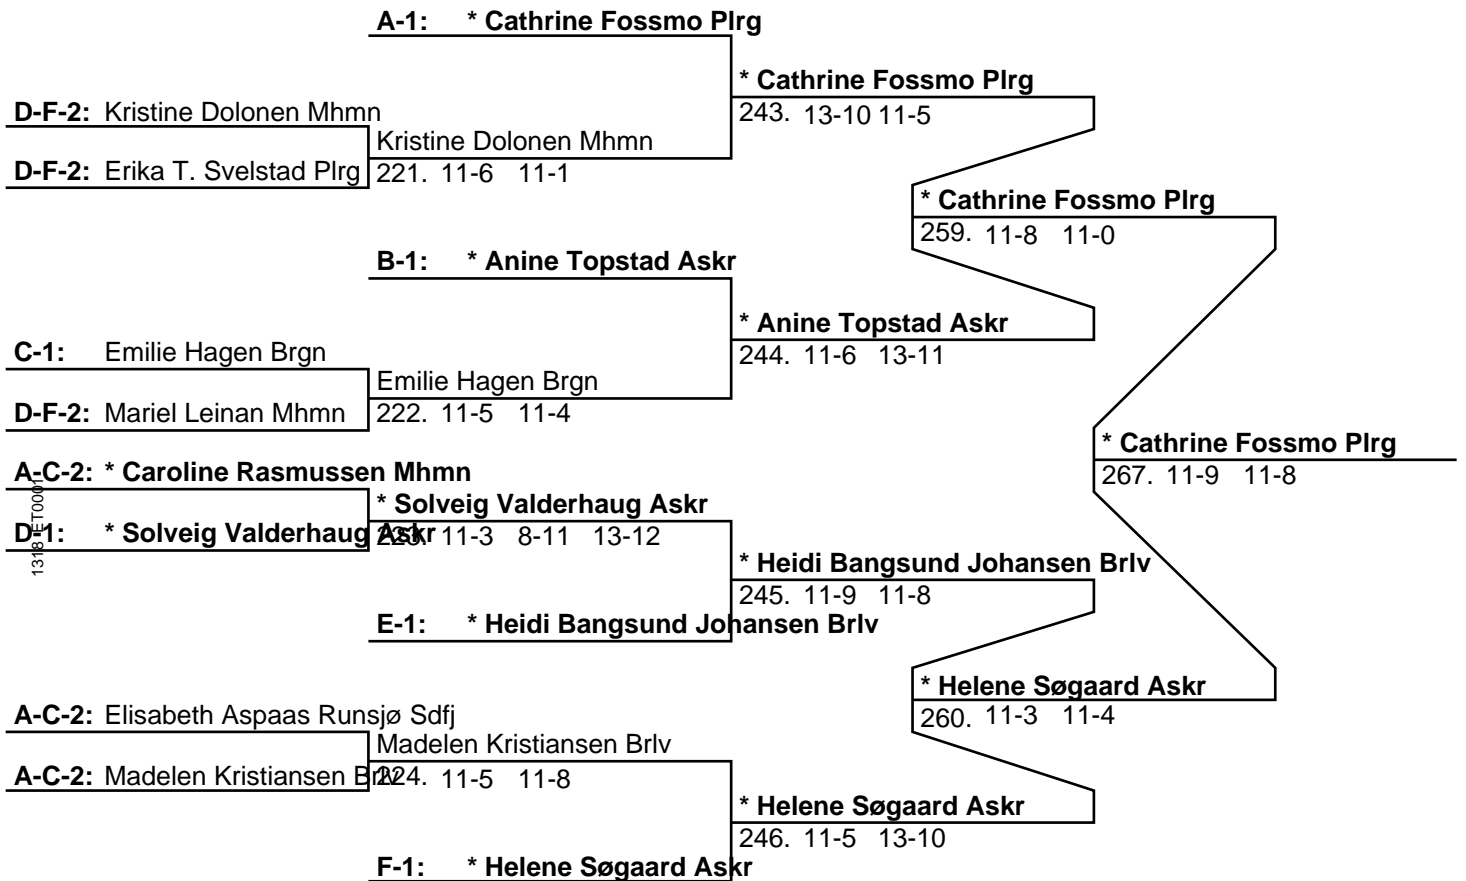 A-1: * Cathrine Fossmo Plrg
* Cathrine Fossmo Plrg
243. 13-10 11-5
D-F-2: Kristine Dolonen Mhmn
Kristine Dolonen Mhmn
D-F-2: Erika T. Svelstad Plrg
221. 11-6 11-1
* Cathrine Fossmo Plrg
259. 11-8 11-0
B-1: * Anine Topstad Askr
* Anine Topstad Askr
244. 11-6 13-11
C-1: Emilie Hagen Brgn
Emilie Hagen Brgn
D-F-2: Mariel Leinan Mhmn
222. 11-5 11-4
* Cathrine Fossmo Plrg
267. 11-9 11-8
A-C-2: * Caroline Rasmussen Mhmn
* Solveig Valderhaug Askr
D-1: * Solveig Valderhaug Askr
223. 11-3 8-11 13-12
1318 ET0001
* Heidi Bangsund Johansen Brlv
245. 11-9 11-8
E-1: * Heidi Bangsund Johansen Brlv
* Helene Søgaard Askr
260. 11-3 11-4
A-C-2: Elisabeth Aspaas Runsjø Sdfj
Madelen Kristiansen Brlv
A-C-2: Madelen Kristiansen Brlv
224. 11-5 11-8
* Helene Søgaard Askr
246. 11-5 13-10
F-1: * Helene Søgaard Askr